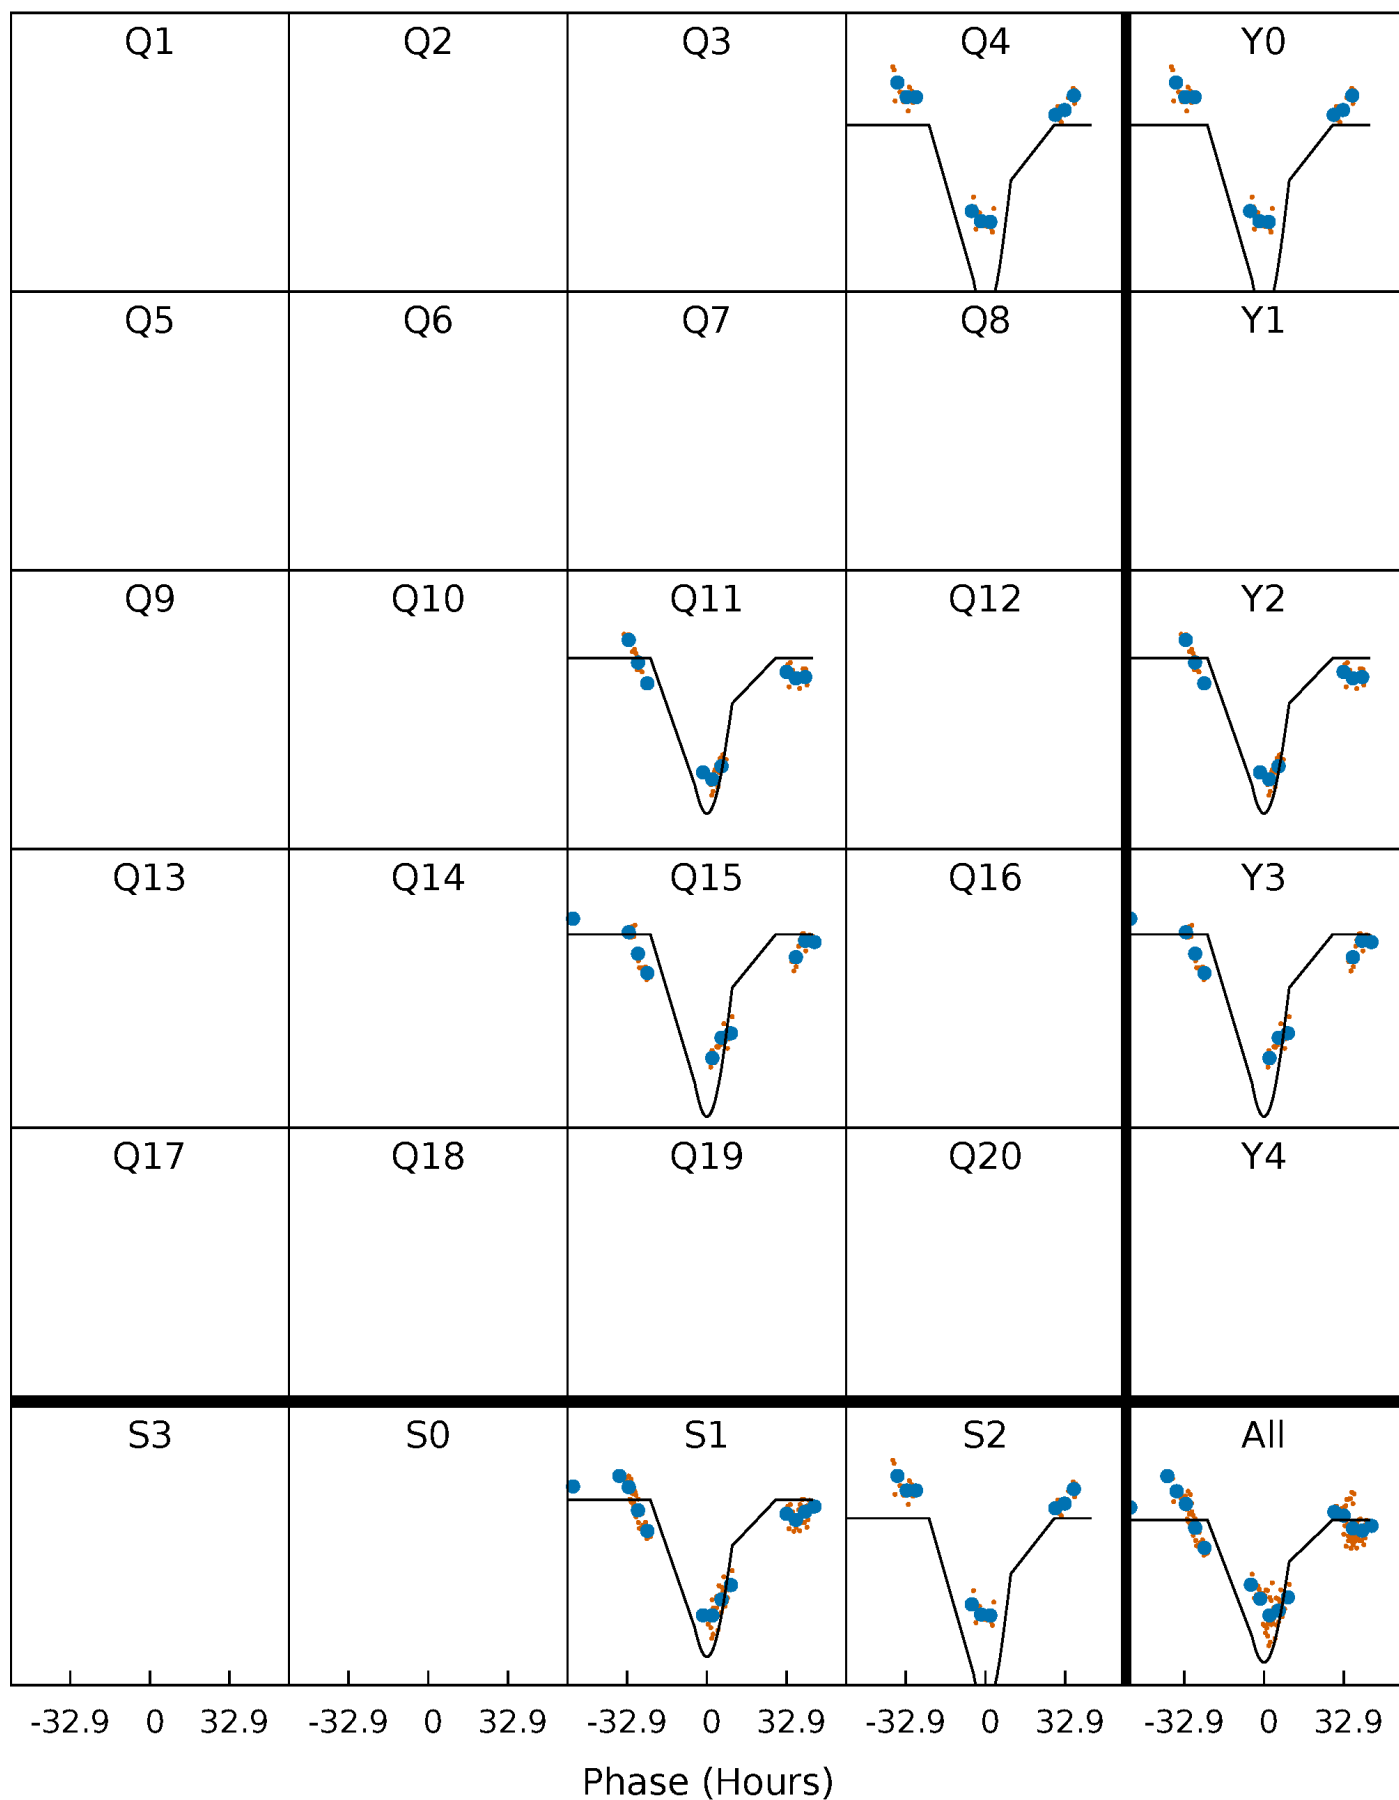 Q1 Q2 Q3 Q4 Y0
Q5 Q6 Q7 Q8 Y1
Q9 Q10 Q11 Q12 Y2
Q13 Q14 Q15 Q16 Y3
Q17 Q18 Q19 Q20 Y4
S3 S0 S1 S2 All
-32.9 0 32.9 -32.9 0 32.9 -32.9 0 32.9 -32.9 0 32.9 -32.9 0 32.9
Phase (Hours)